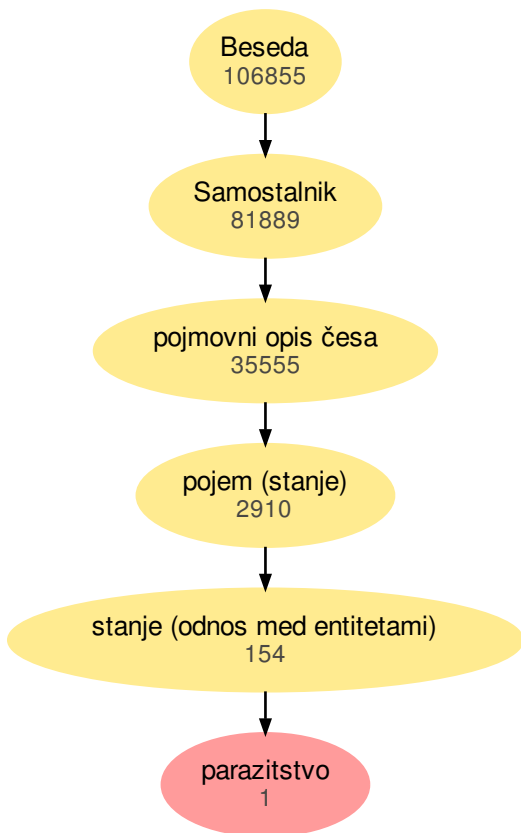 Beseda
106855
Samostalnik
81889
pojmovni opis česa
35555
pojem (stanje)
2910
stanje (odnos med entitetami)
154
parazitstvo
1